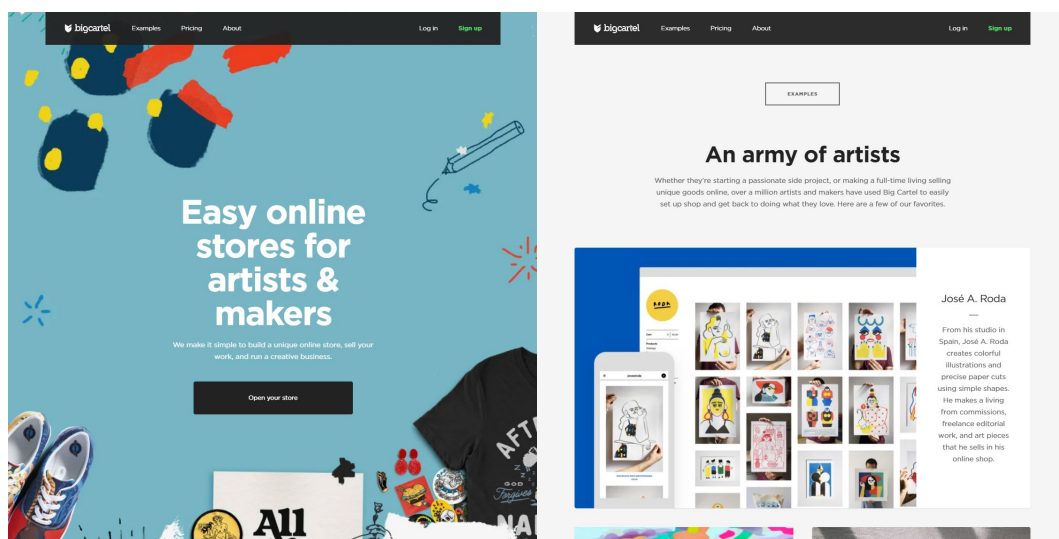 bigcartel
Examples
Pricing
About
Log in
Sign up
Easy online
stores for
artists &
makers
We make it simple to build a unique online store, sell your
work, and run a creative business.
Open your store
AFT
GOD
Forgives
NA
All
bigcartel
Examples
Pricing
About
Log in
Sign up
EXAMPLES
An army of artists
Whether they're starting a passionate side project, or making a full-time living selling
unique goods online, over a million artists and makers have used Big Cartel to easily
set up shop and get back to doing what they love. Here are a few of our favorites.
José A. Roda
From his studio in
Spain, José A. Roda
creates colorful
illustrations and
precise paper cuts
using simple shapes.
He makes a living
from commissions,
freelance editorial
work, and art pieces
that he sells in his
online shop.